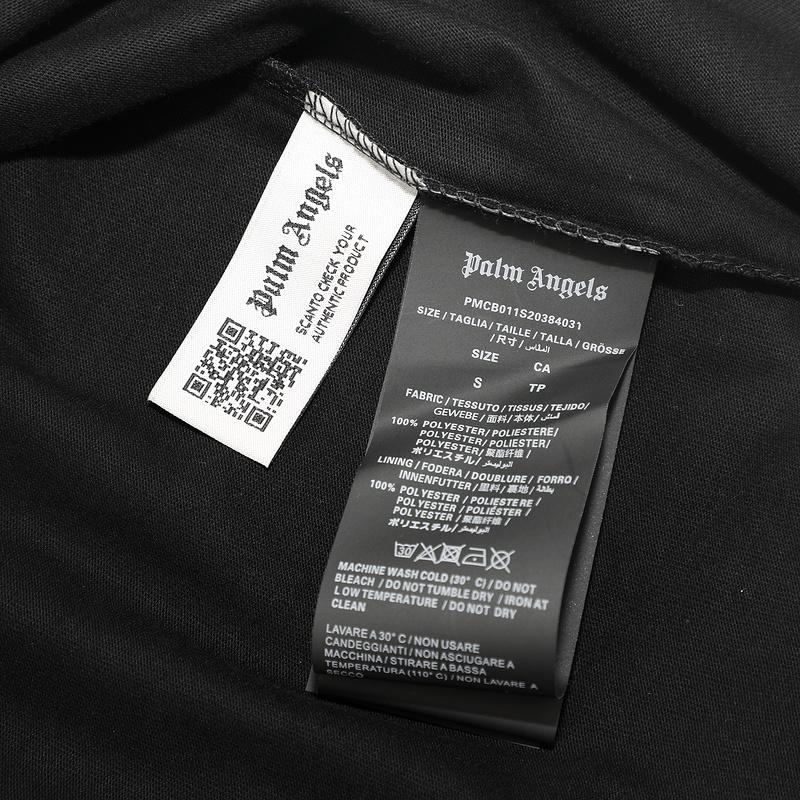 Palm Angels
SCANTO CHECK YOUR
AUTHENTIC PRODUCT
Palm Angels
PMCB011S20384031
SIZE / TAGLIA / TAILLE / TALLA / GRÖSSE
/ 尺寸 / المقاس
SIZE CA
S TP
FABRIC / TESSUTO / TISSUS / TEJIDO/
GEWEBE / 面料/ 本体/
100% POLYESTER/ POLIESTERE/
POLYESTER/ POLIESTER/
POLYESTER/ 聚酯纤维 /
ポリエステル/ البوليستر/
LINING / FODERA / DOUBLURE / FORRO /
INNENFUTTER / 里料/ 裏地 / بطانة/
100% POLYESTER / POLIESTERE /
POLYESTER / POLIÉSTER /
POLYESTER / 聚酯纤维 /
ポリエステル/ البوليستر/
30
MACHINE WASH COLD (30° C) / DO NOT
BLEACH / DO NOT TUMBLE DRY / IRON AT
LOW TEMPERATURE / DO NOT DRY
CLEAN
LAVARE A 30° C / NON USARE
CANDEGGIANTI / NON ASCIUGARE A
MACCHINA / STIRARE A BASSA
TEMPERATURA (110° C) / NON LAVARE A
SECCO